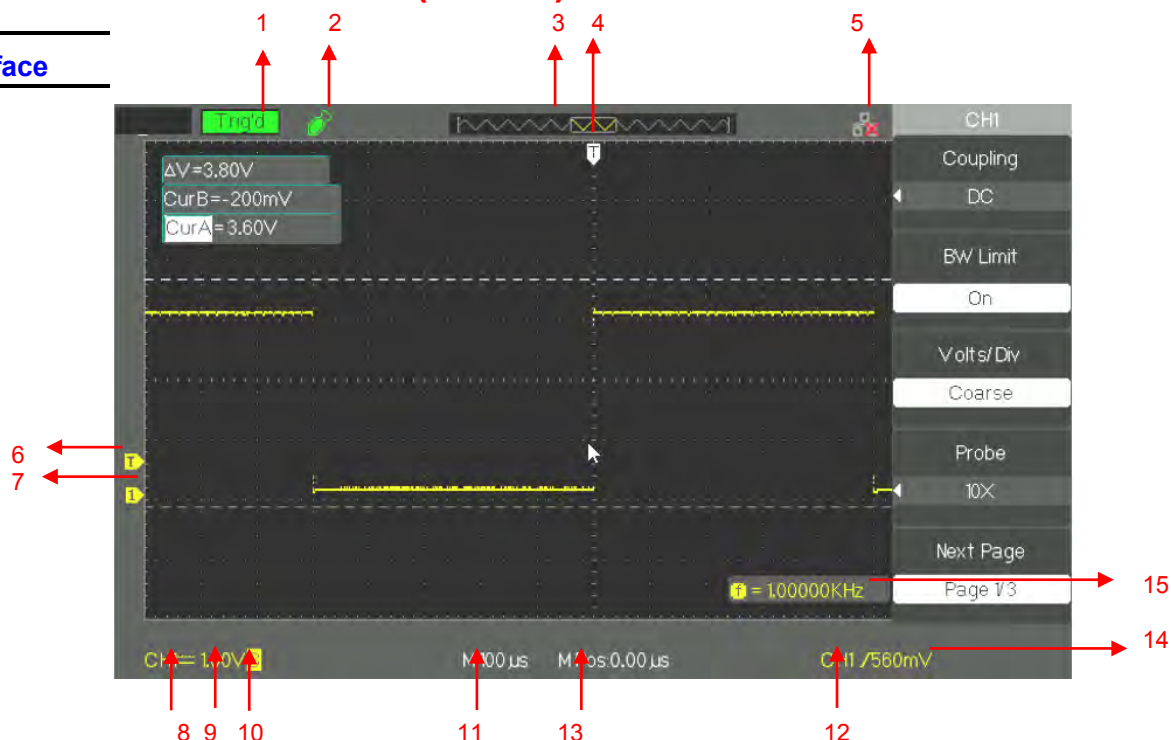 1 2 3 4 5
face
Trig'd
T
CH1
ΔV=3.80V
CurB=-200mV
CurA=3.60V
Coupling
DC
BW Limit
On
Volts/Div
Coarse
Probe
10X
Next Page
Page 1/3
6
T
7
1
f = 1.00000KHz
15
14
μs
0.00 μs
560mV
8 9 10 11 13 12